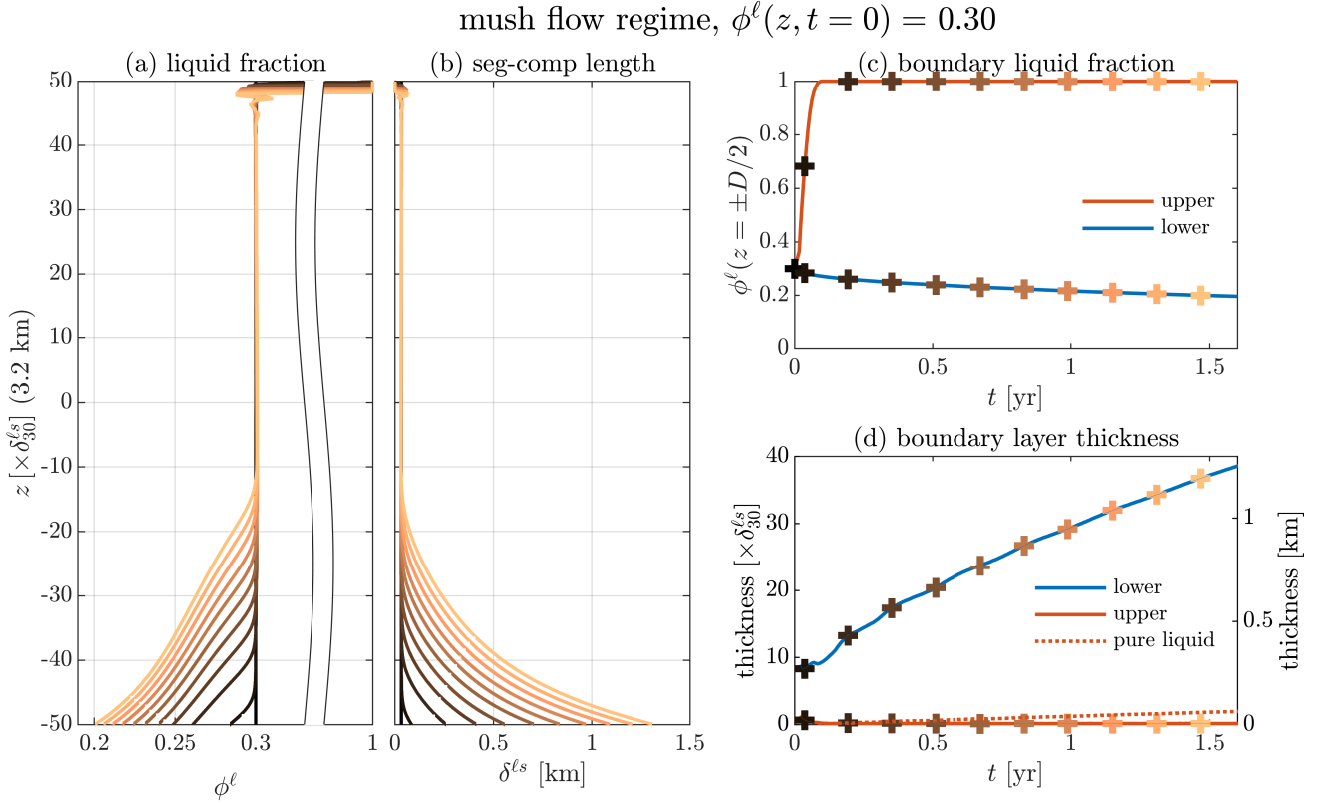 mush flow regime, ϕ^ℓ(z, t = 0) = 0.30
(a) liquid fraction
50
40
30
20
10
0
-10
-20
-30
-40
-50
z [×δ^{ℓs}_{30}] (3.2 km)
0.2 0.25 0.3 1
ϕ^ℓ
(b) seg-comp length
0 0.5 1 1.5
δ^{ℓs} [km]
(c) boundary liquid fraction
1
0.8
0.6
0.4
0.2
0
ϕ^ℓ(z = ±D/2)
upper
lower
0 0.5 1 1.5
t [yr]
(d) boundary layer thickness
40
30
20
10
0
thickness [×δ^{ℓs}_{30}]
lower
upper
pure liquid
1
0.5
0
thickness [km]
0 0.5 1 1.5
t [yr]